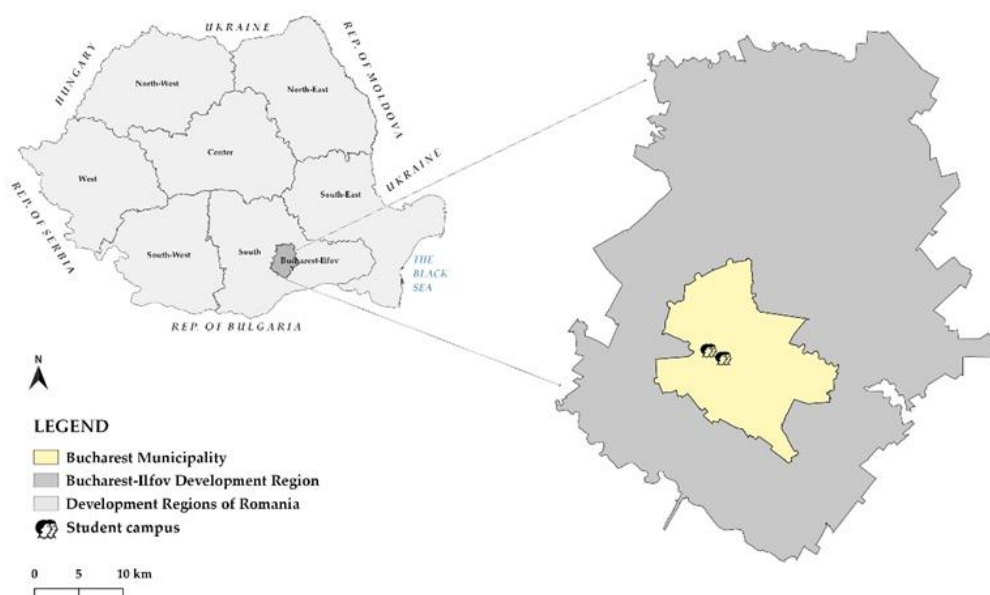 UKRAINE
HUNGARY
REP. OF MOLDOVA
North-West
North-East
Center
West
UKRAINE
South-East
REP. OF SERBIA
South-West
South
Bucharest-Ilfov
THE
BLACK
SEA
REP. OF BULGARIA
N
LEGEND
Bucharest Municipality
Bucharest-Ilfov Development Region
Development Regions of Romania
Student campus
0 5 10 km